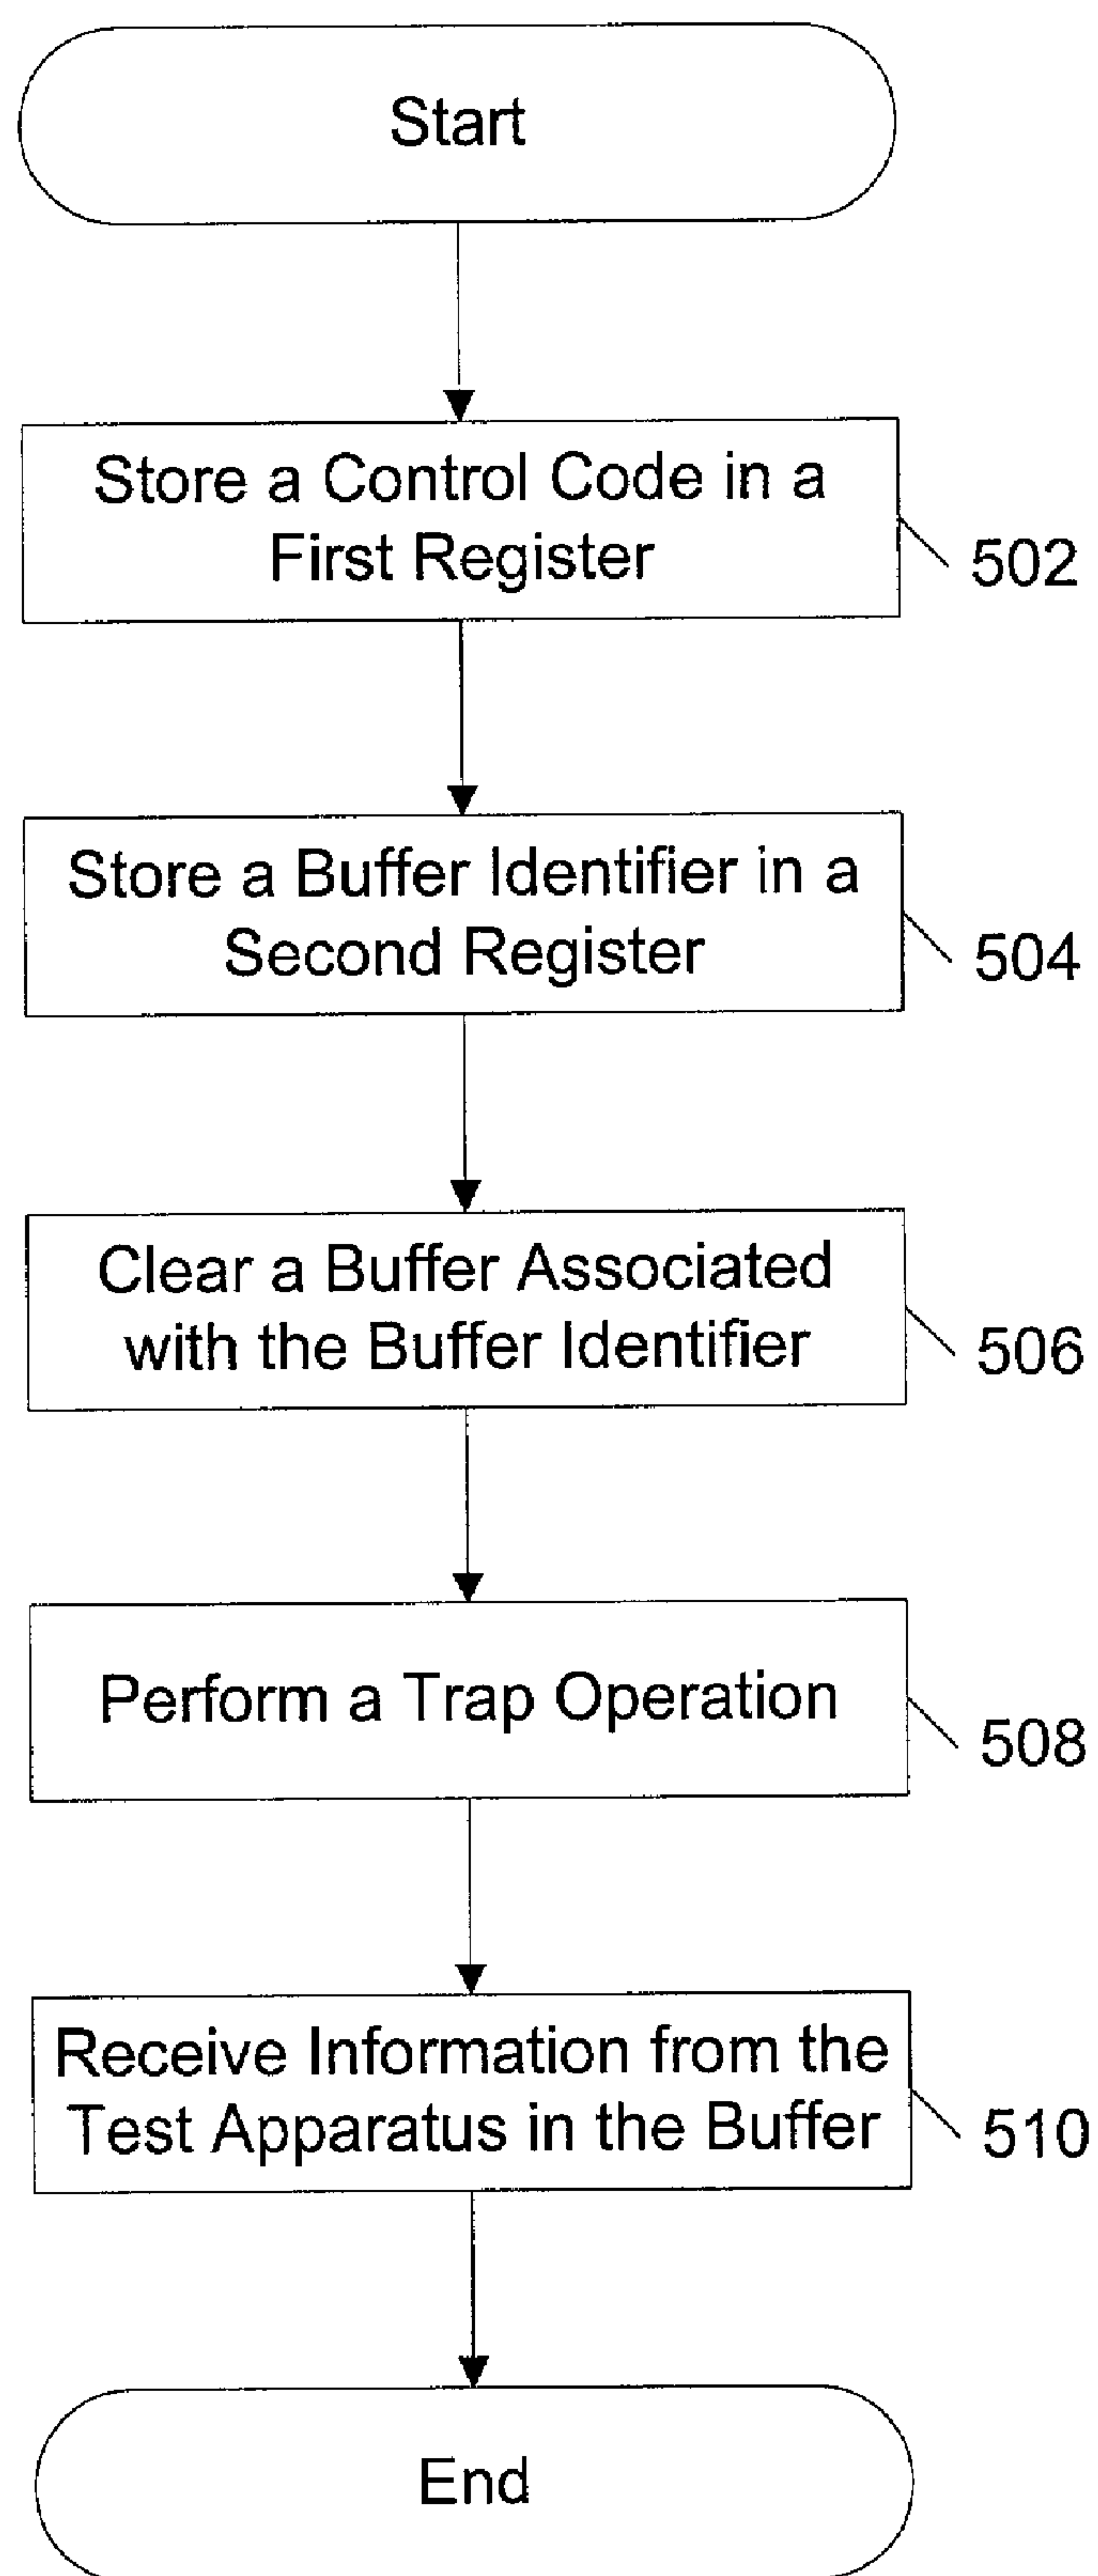 Start
Store a Control Code in a
First Register
502
Store a Buffer Identifier in a
Second Register
504
Clear a Buffer Associated
with the Buffer Identifier
506
Perform a Trap Operation
508
Receive Information from the
Test Apparatus in the Buffer
510
End